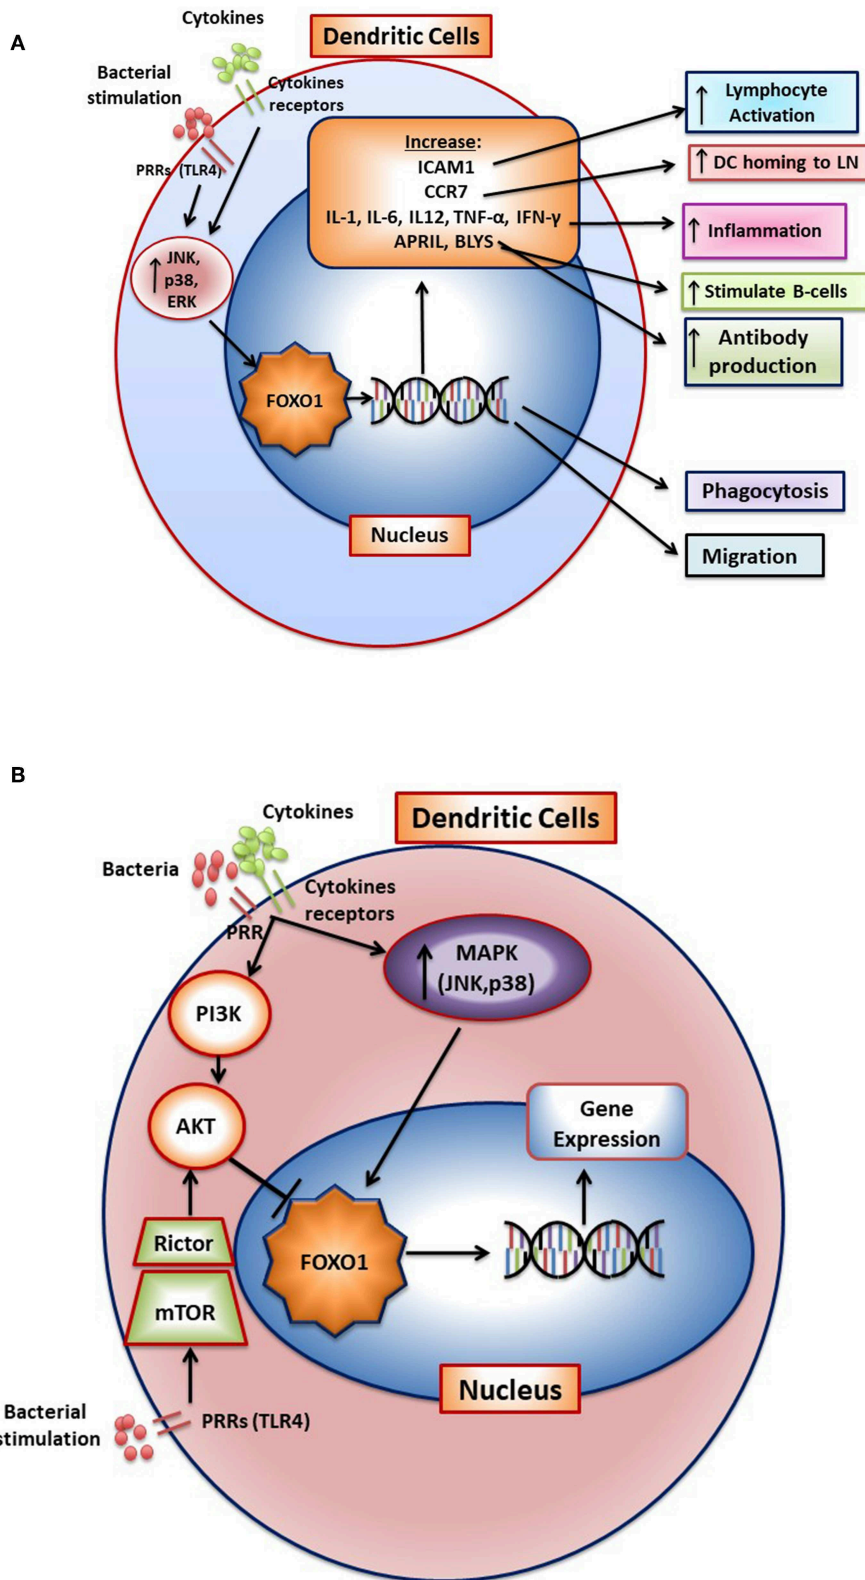 A
Cytokines
Dendritic Cells
Bacterial
stimulation
Cytokines
receptors
PRRs (TLR4)
Increase:
ICAM1
CCR7
IL-1, IL-6, IL12, TNF-α, IFN-γ
APRIL, BLYS
Lymphocyte
Activation
DC homing to LN
Inflammation
Stimulate B-cells
Antibody
production
JNK,
p38,
ERK
FOXO1
Phagocytosis
Nucleus
Migration
B
Cytokines
Dendritic Cells
Bacteria
Cytokines
receptors
PRR
MAPK
(JNK,p38)
PI3K
AKT
Gene
Expression
Rictor
FOXO1
mTOR
Nucleus
Bacterial
stimulation
PRRs (TLR4)